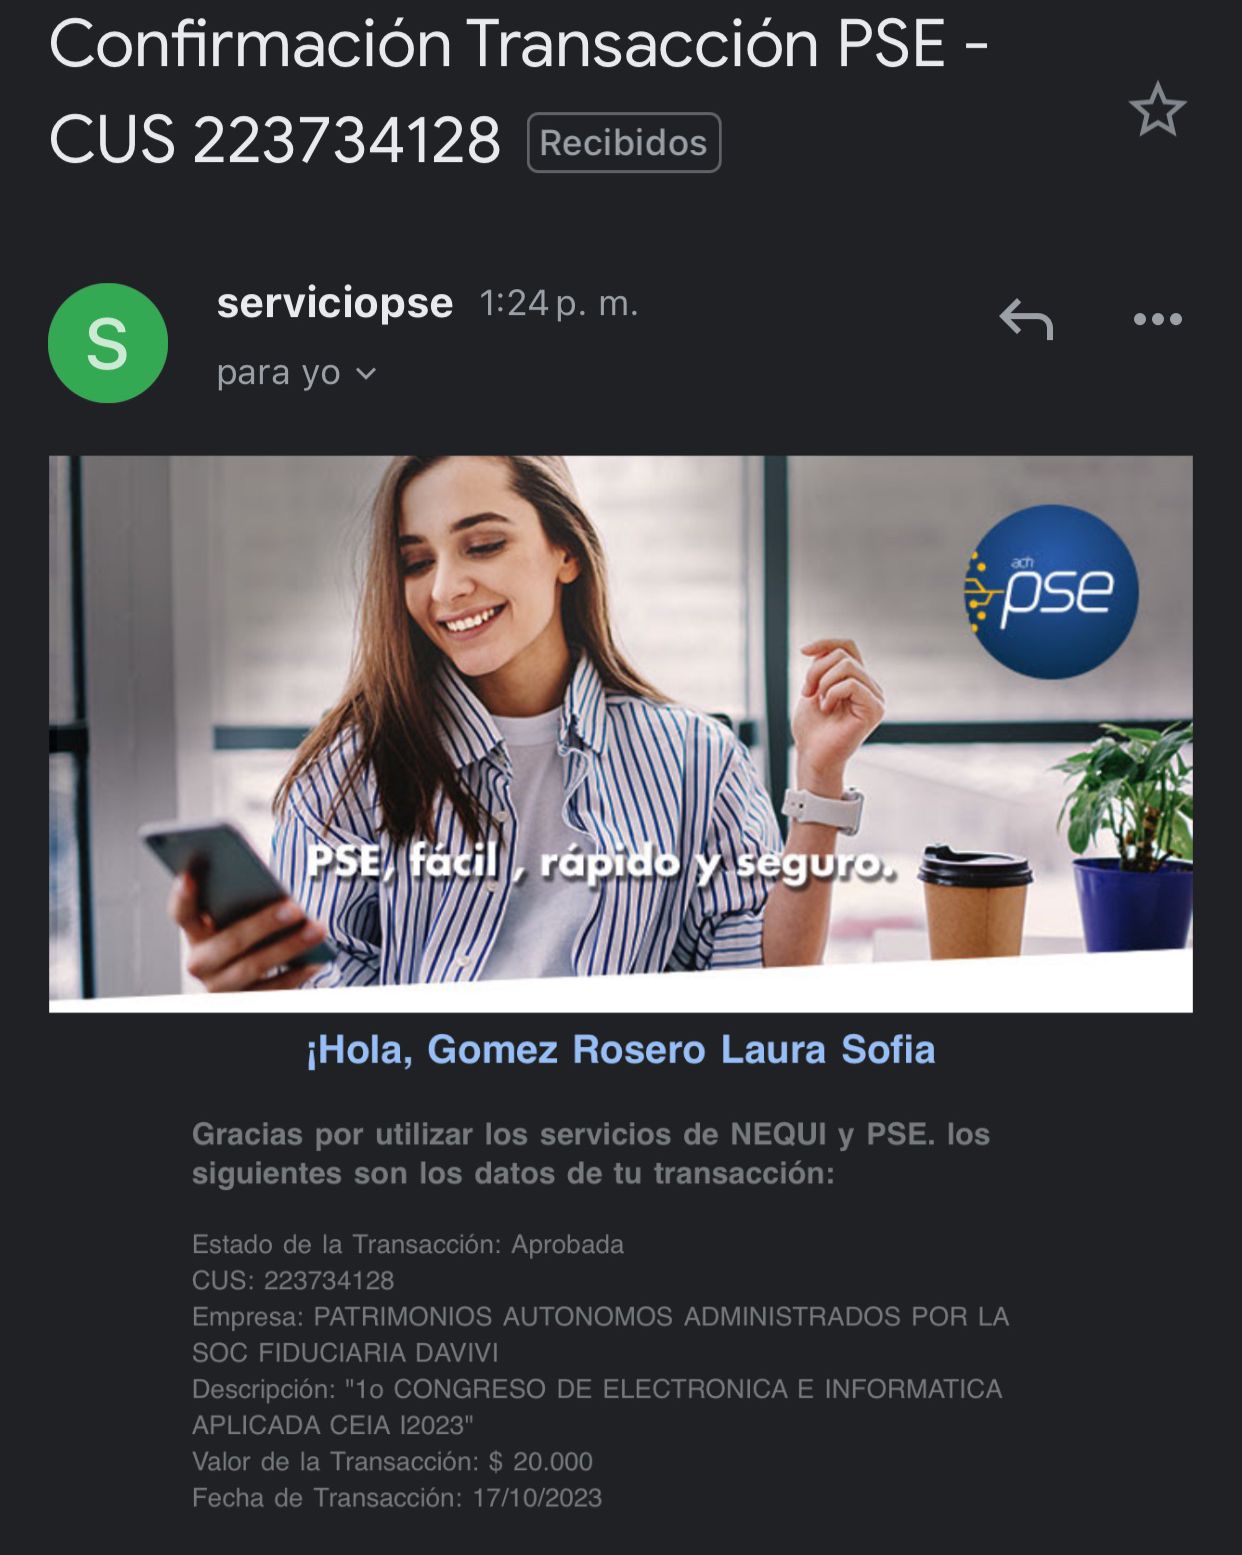 Confirmación Transacción PSE -
CUS 223734128 Recibidos
S
serviciopse 1:24 p. m.
para yo
ach
pse
PSE, fácil , rápido y seguro.
¡Hola, Gomez Rosero Laura Sofia
Gracias por utilizar los servicios de NEQUI y PSE. los
siguientes son los datos de tu transacción:
Estado de la Transacción: Aprobada
CUS: 223734128
Empresa: PATRIMONIOS AUTONOMOS ADMINISTRADOS POR LA
SOC FIDUCIARIA DAVIVI
Descripción: "1o CONGRESO DE ELECTRONICA E INFORMATICA
APLICADA CEIA I2023"
Valor de la Transacción: $ 20.000
Fecha de Transacción: 17/10/2023